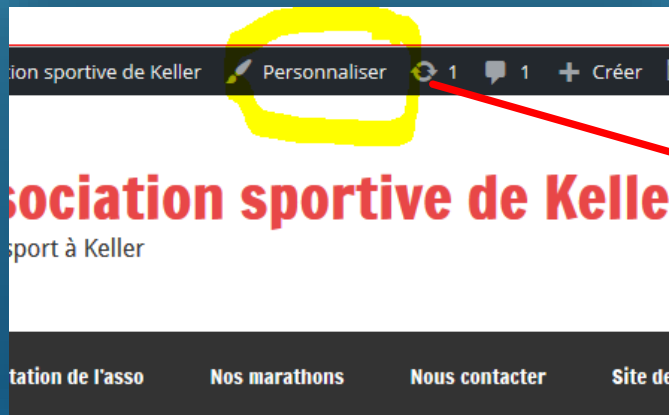 tion sportive de Keller Personnaliser 1 1 + Créer
sociation sportive de Kelle
sport à Keller
tation de l'asso Nos marathons Nous contacter Site de